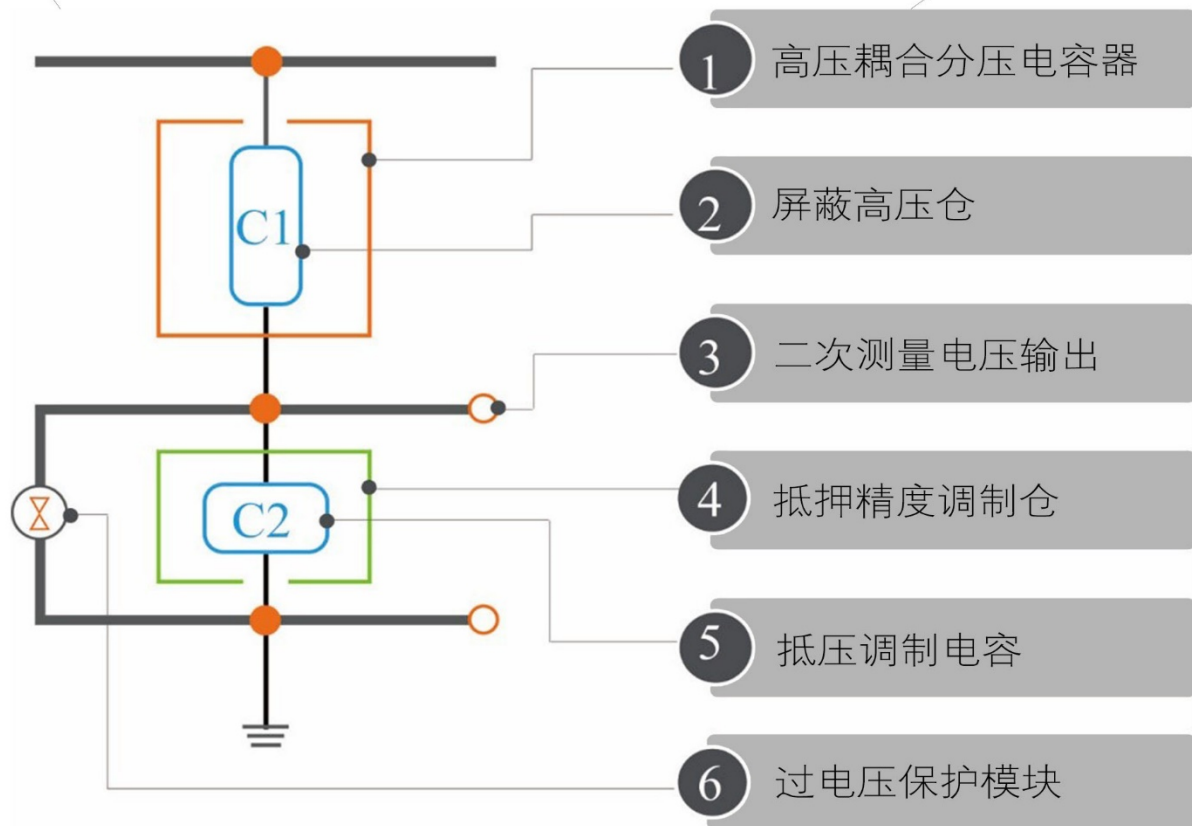 1 高压耦合分压电容器
C1
2 屏蔽高压仓
3 二次测量电压输出
C2
4 抵押精度调制仓
5 抵压调制电容
6 过电压保护模块